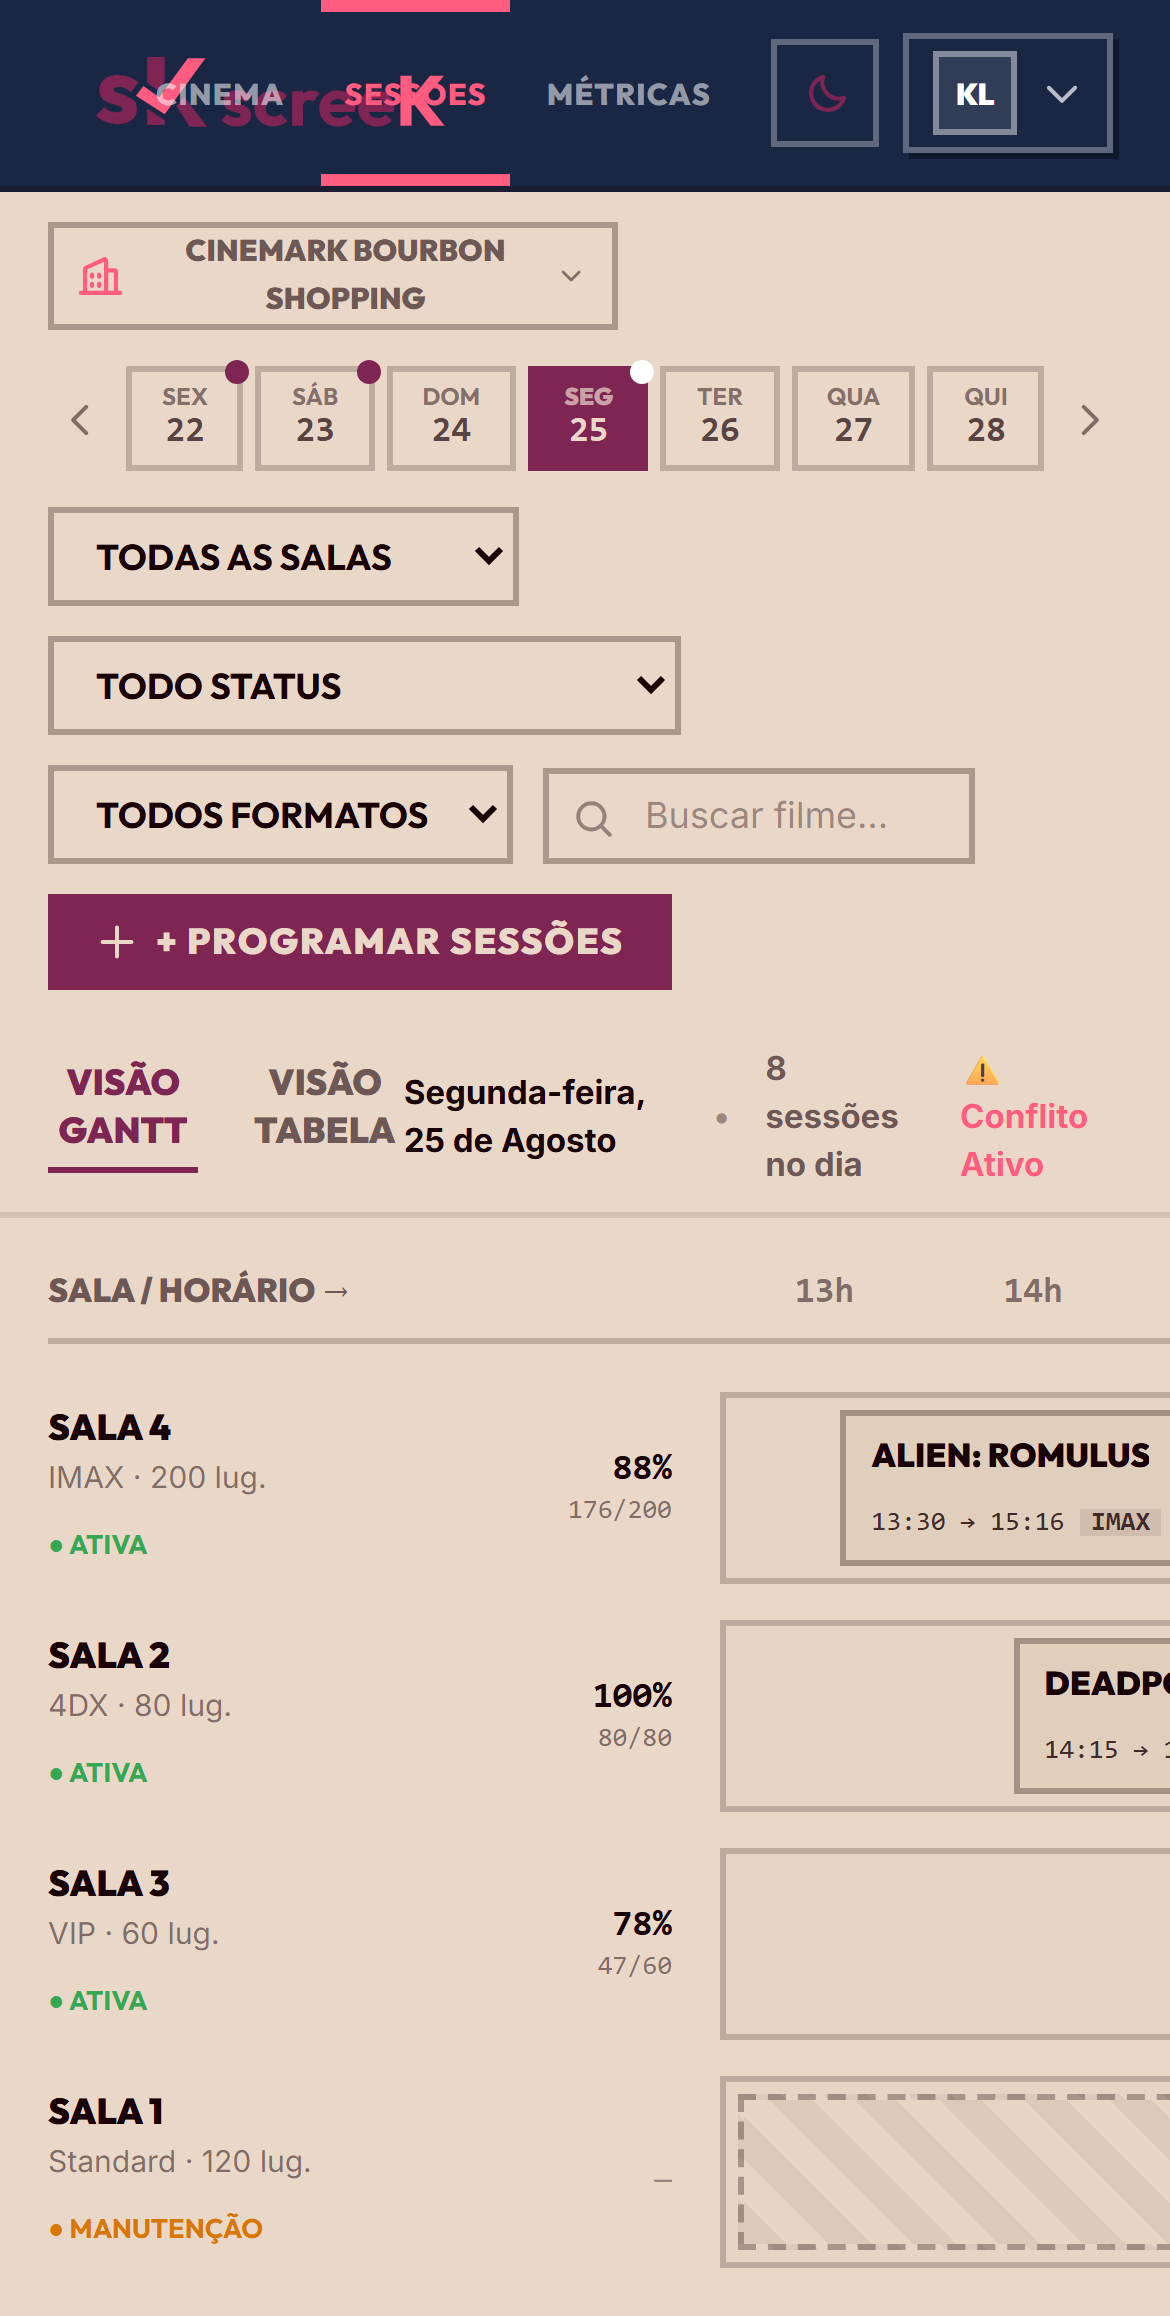 sK screeK
CINEMA
SESSÕES
MÉTRICAS
KL
CINEMARK BOURBON
SHOPPING
SEX
22
SÁB
23
DOM
24
SEG
25
TER
26
QUA
27
QUI
28
TODAS AS SALAS
TODO STATUS
TODOS FORMATOS
Buscar filme...
+ PROGRAMAR SESSÕES
VISÃO
GANTT
VISÃO
TABELA
Segunda-feira,
25 de Agosto
•
8
sessões
no dia
⚠️
Conflito
Ativo
SALA / HORÁRIO →
13h
14h
SALA 4
IMAX · 200 lug.
● ATIVA
88%
176/200
ALIEN: ROMULUS
13:30 → 15:16 IMAX
SALA 2
4DX · 80 lug.
● ATIVA
100%
80/80
DEADPO
14:15 → 1
SALA 3
VIP · 60 lug.
● ATIVA
78%
47/60
SALA 1
Standard · 120 lug.
● MANUTENÇÃO
—